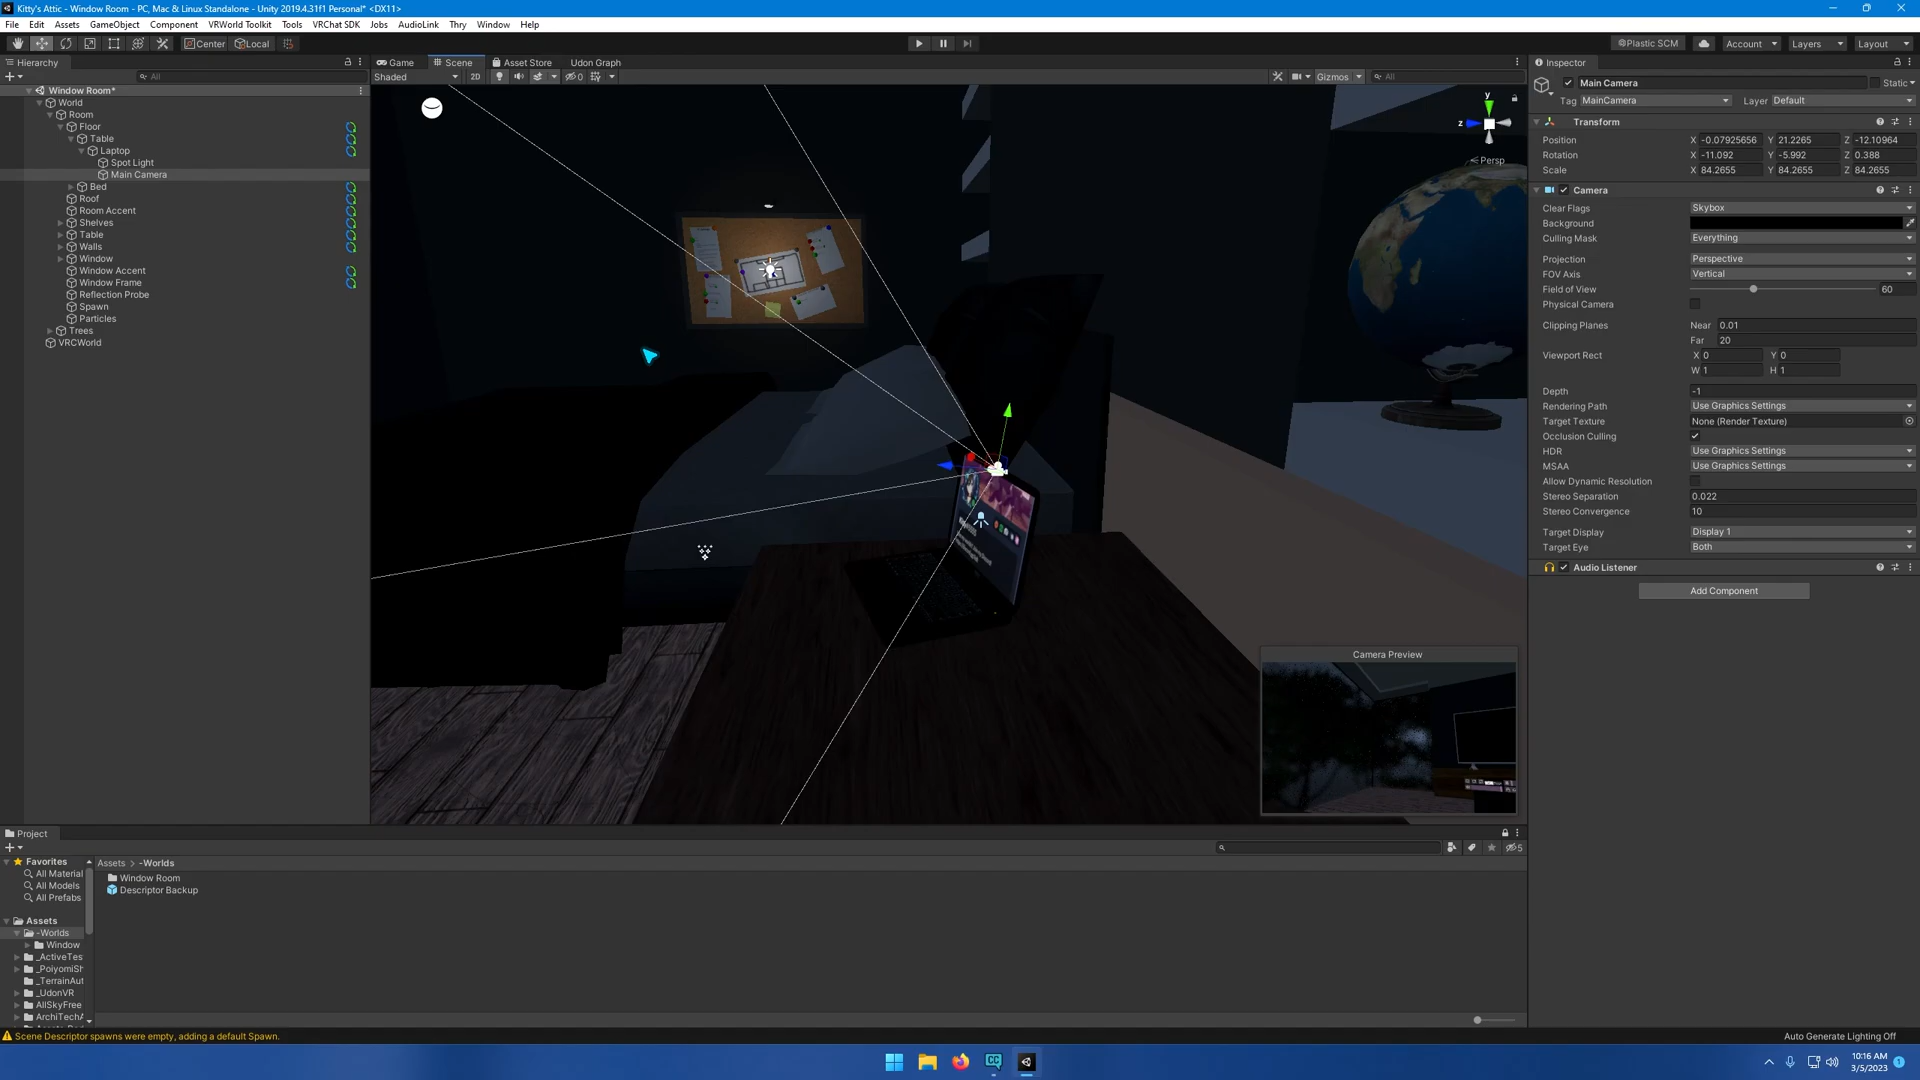 Kitty's Attic - Window Room - PC, Mac & Linux Standalone - Unity 2019.4.31f1 Personal* <DX11>
File Edit Assets GameObject Component VRWorld Toolkit Tools VRChat SDK Jobs AudioLink Thry Window Help
Center Local Plastic SCM Account Layers Layout
Hierarchy
All
Window Room*
World
Room
Floor
Table
Laptop
Spot Light
Main Camera
Bed
Roof
Room Accent
Shelves
Table
Walls
Window
Window Accent
Window Frame
Reflection Probe
Spawn
Particles
Trees
VRCWorld
Game Scene Asset Store Udon Graph
Shaded 2D 0 Gizmos All
y
z
Persp
Camera Preview
Inspector
Main Camera Static
Tag MainCamera Layer Default
Transform
Position X -0.07925656 Y 21.2265 Z -12.10964
Rotation X -11.092 Y -5.992 Z 0.388
Scale X 84.2655 Y 84.2655 Z 84.2655
Camera
Clear Flags Skybox
Background
Culling Mask Everything
Projection Perspective
FOV Axis Vertical
Field of View 60
Physical Camera
Clipping Planes Near 0.01
Far 20
Viewport Rect X 0 Y 0
W 1 H 1
Depth -1
Rendering Path Use Graphics Settings
Target Texture None (Render Texture)
Occlusion Culling
HDR Use Graphics Settings
MSAA Use Graphics Settings
Allow Dynamic Resolution
Stereo Separation 0.022
Stereo Convergence 10
Target Display Display 1
Target Eye Both
Audio Listener
Add Component
Project
5
Favorites
All Material
All Models
All Prefabs
Assets
-Worlds
Window
_ActiveTes
_PoiyomiSh
_TerrainAut
_UdonVR
AllSkyFree
ArchiTechA
Assets > -Worlds
Window Room
Descriptor Backup
Scene Descriptor spawns were empty, adding a default Spawn.
Auto Generate Lighting Off
CC
10:16 AM
3/5/2023
1